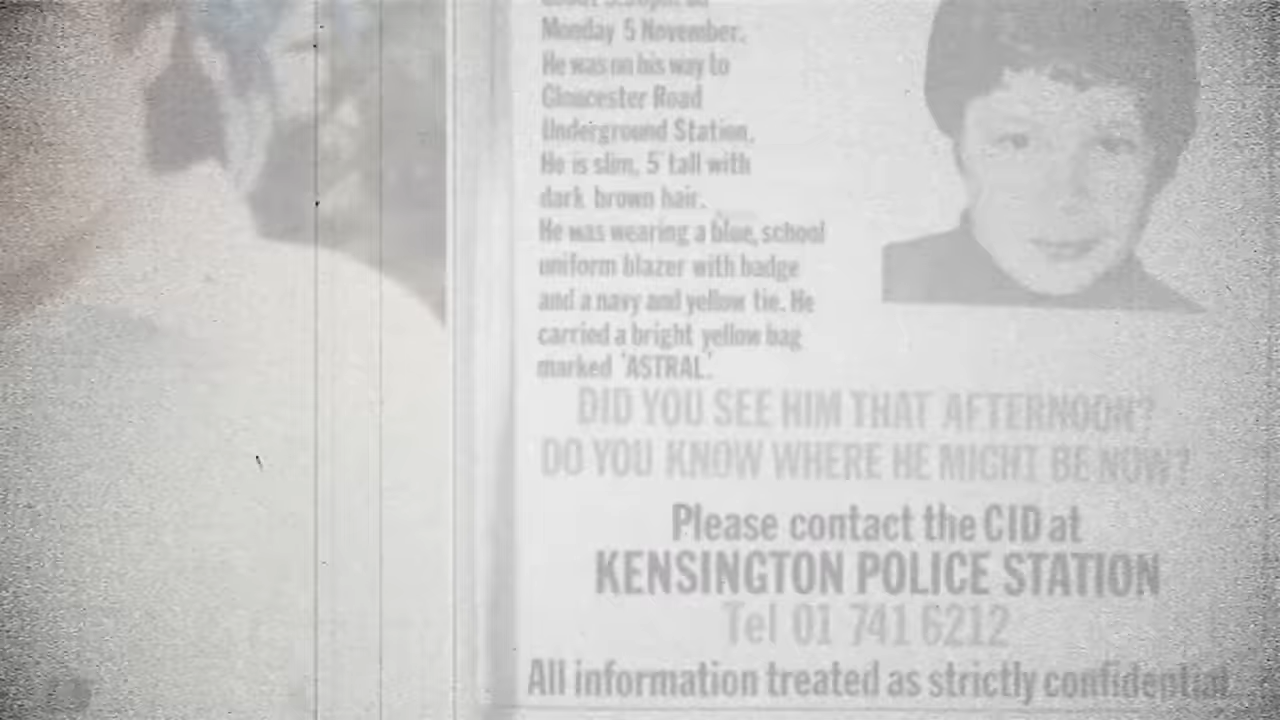 Monday 5 November.
He was on his way to
Gloucester Road
Underground Station.
He is slim, 5' tall with
dark brown hair.
He was wearing a blue, school
uniform blazer with badge
and a navy and yellow tie. He
carried a bright yellow bag
marked 'ASTRAL'.
DID YOU SEE HIM THAT AFTERNOON?
DO YOU KNOW WHERE HE MIGHT BE NOW?
Please contact the CID at
KENSINGTON POLICE STATION
Tel 01 741 6212
All information treated as strictly confidential